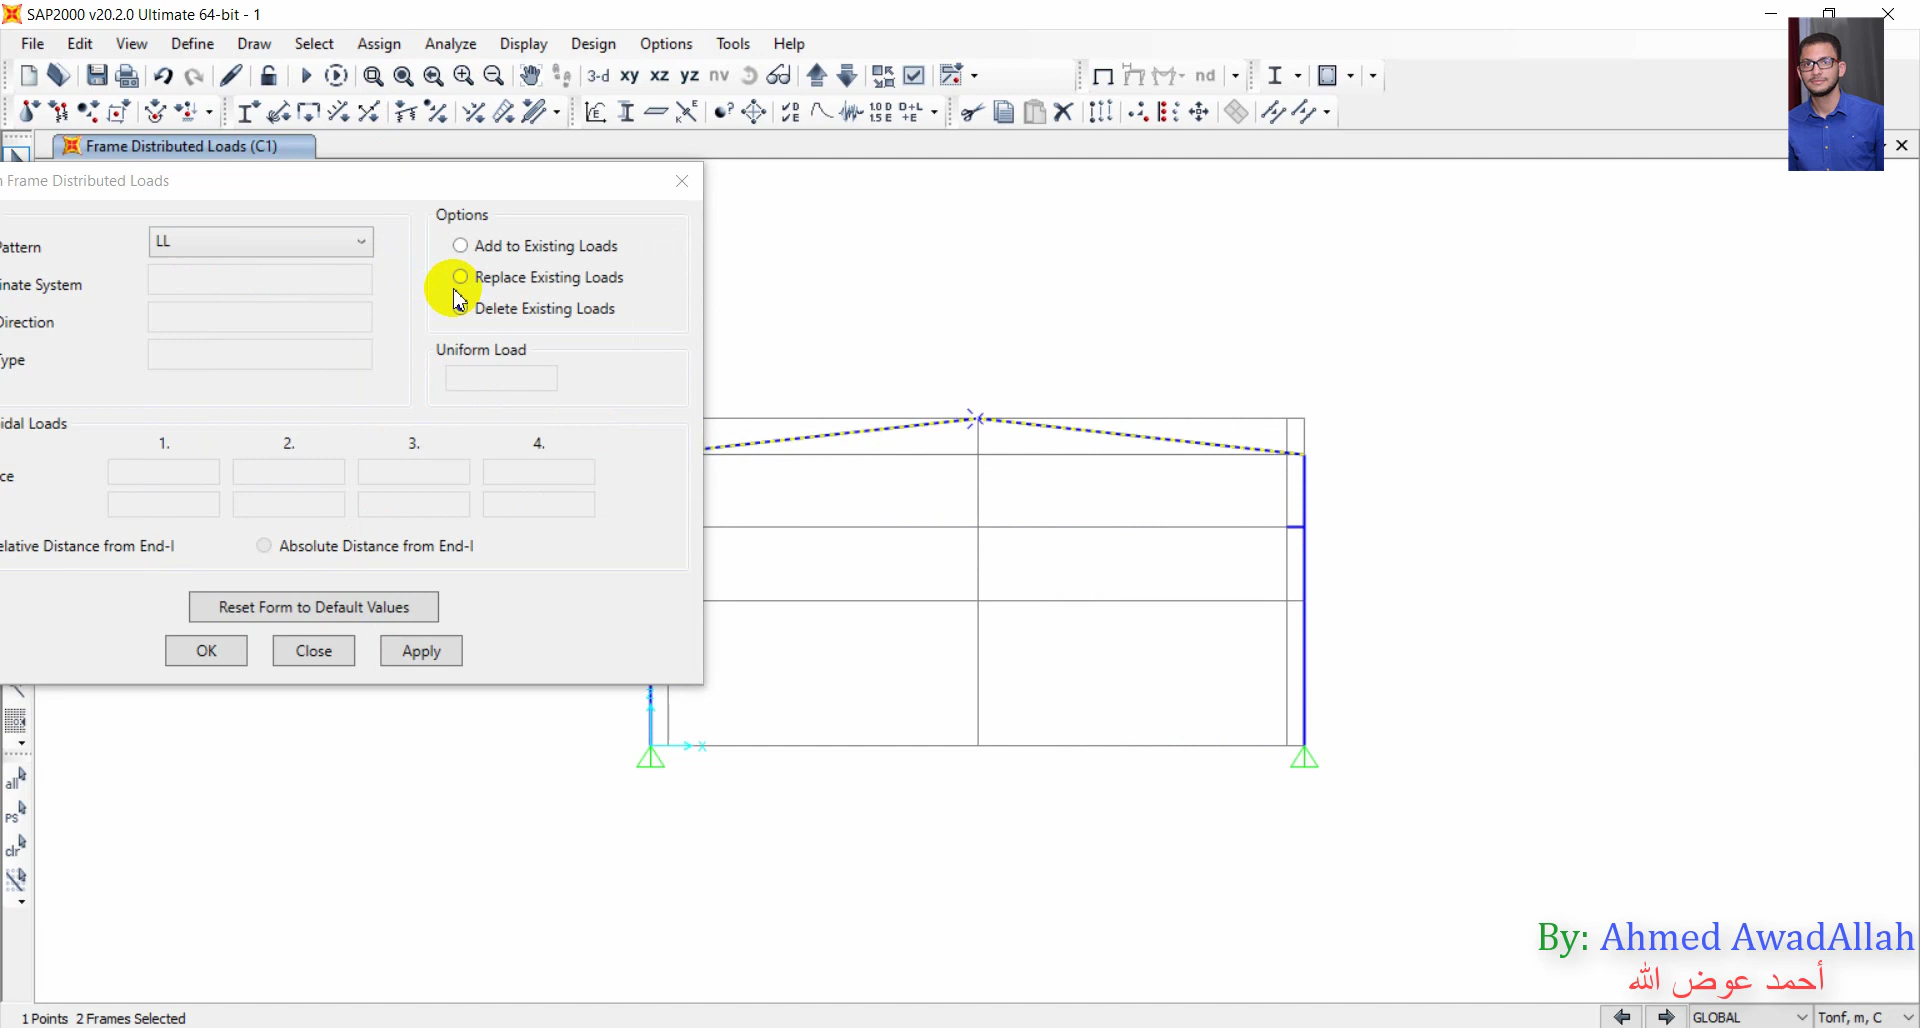 SAP2000 v20.2.0 Ultimate 64-bit - 1
File Edit View Define Draw Select Assign Analyze Display Design Options Tools Help
3-d xy xz yz nv nd
Frame Distributed Loads (C1)
Frame Distributed Loads
Options
attern LL
Add to Existing Loads
Replace Existing Loads
inate System
Delete Existing Loads
Direction
Uniform Load
ype
idal Loads
1. 2. 3. 4.
ce
elative Distance from End-I Absolute Distance from End-I
Reset Form to Default Values
OK Close Apply
X
all
ps
clr
By: Ahmed AwadAllah
أحمد عوض الله
1 Points 2 Frames Selected
GLOBAL Tonf, m, C